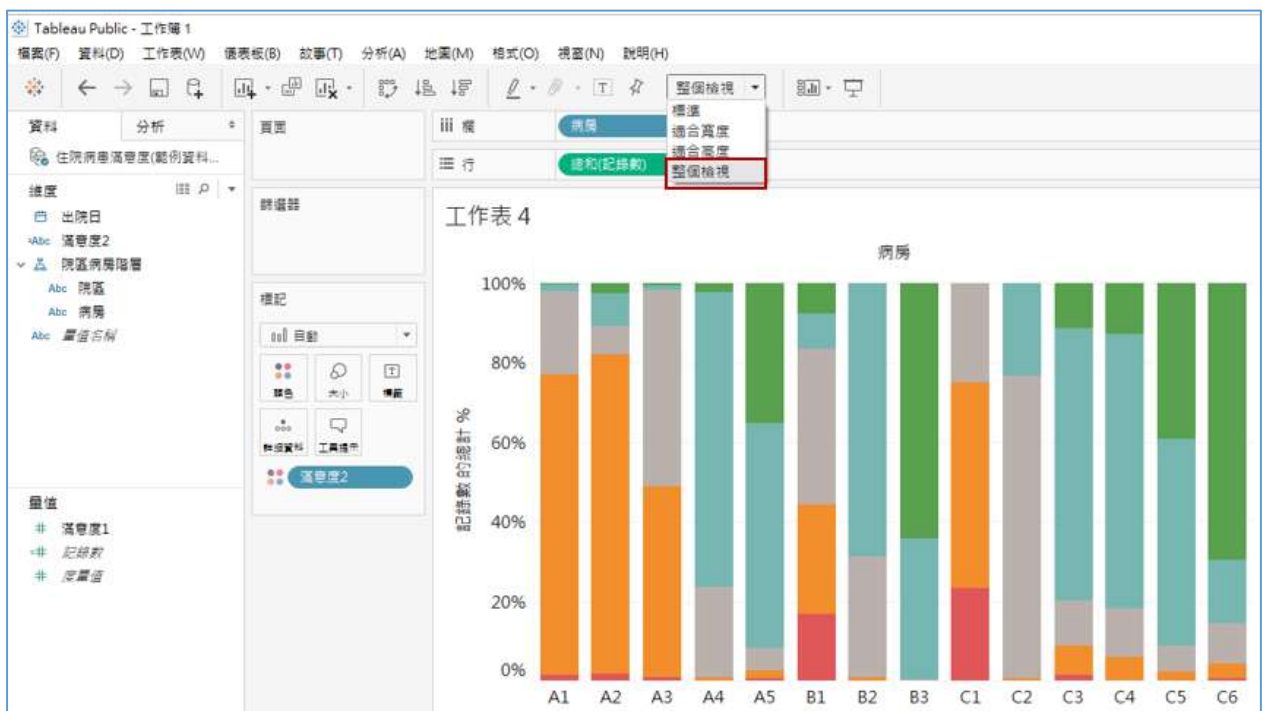 Tableau Public - 工作簿 1
檔案(F) 資料(D) 工作表(W) 儀表板(B) 故事(T) 分析(A) 地圖(M) 格式(O) 視窗(N) 說明(H)
整個檢視
標準
適合寬度
適合高度
整個檢視
資料 分析
住院病患滿意度(範例資料...
維度
出院日
Abc 滿意度2
院區病房階層
Abc 院區
Abc 病房
Abc 量值名稱
量值
滿意度1
記錄數
度量值
頁面
篩選器
標記
自動
顏色 大小 標籤
詳細資料 工具提示
滿意度2
欄 病房
行 總和(記錄數)
工作表 4
病房
記錄數 的總計 %
100%
80%
60%
40%
20%
0%
A1 A2 A3 A4 A5 B1 B2 B3 C1 C2 C3 C4 C5 C6